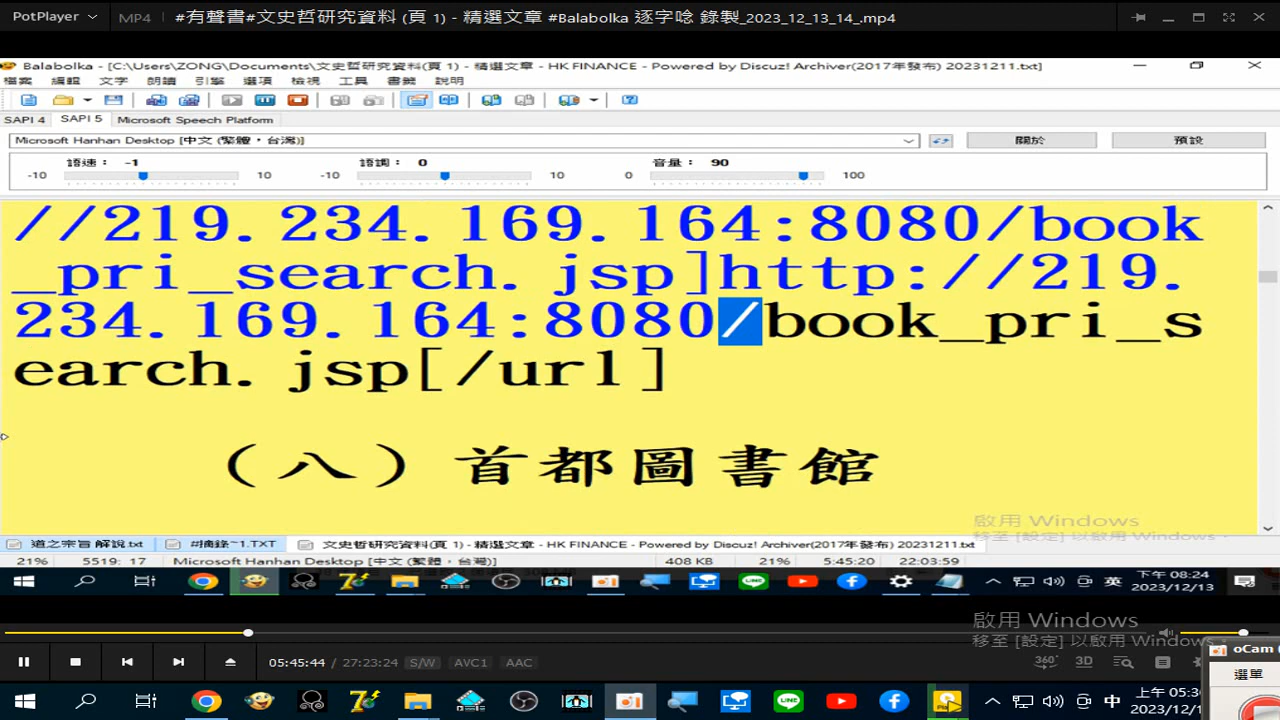 PotPlayer MP4 #有聲書#文史哲研究資料 (頁 1) - 精選文章 #Balabolka 逐字唸 錄製_2023_12_13_14_.mp4
Balabolka - [C:\Users\ZONG\Documents\文史哲研究資料(頁 1) - 精選文章 - HK FINANCE - Powered by Discuz! Archiver(2017年發布) 20231211.txt]
檔案 編輯 文字 朗讀 引擎 選項 檢視 工具 書籤 說明
SAPI 4 SAPI 5 Microsoft Speech Platform
Microsoft Hanhan Desktop [中文 (繁體，台灣)] 關於 預設
語速： -1 語調： 0 音量： 90
-10 10 -10 10 0 100
//219.234.169.164:8080/book
_pri_search.jsp]http://219.
234.169.164:8080/book_pri_s
earch.jsp[/url]
（八）首都圖書館
啟用 Windows
道之宗旨 解說.txt #摘錄~1.TXT 文史哲研究資料(頁 1) - 精選文章 - HK FINANCE - Powered by Discuz! Archiver(2017年發布) 20231211.txt
21% 5519: 17 Microsoft Hanhan Desktop [中文 (繁體，台灣)] 408 KB 21% 5:45:20 22:03:59
英 下午 08:24
2023/12/13
啟用 Windows
移至 [設定] 以啟用 Windows。
oCam (
05:45:44 / 27:23:24 S/W AVC1 AAC 360° 3D
選單
中 上午 05:30
2023/12/1